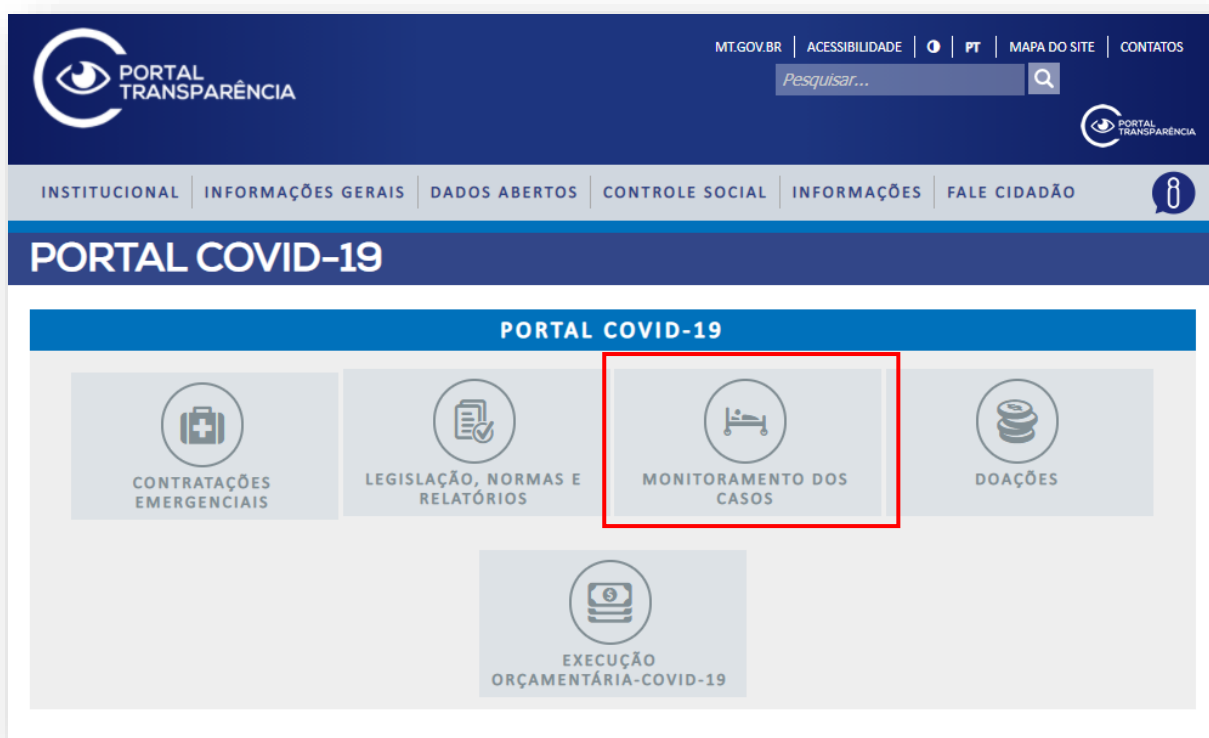 PORTAL
TRANSPARÊNCIA
MT.GOV.BR | ACESSIBILIDADE | PT | MAPA DO SITE | CONTATOS
Pesquisar...
PORTAL
TRANSPARÊNCIA
INSTITUCIONAL | INFORMAÇÕES GERAIS | DADOS ABERTOS | CONTROLE SOCIAL | INFORMAÇÕES | FALE CIDADÃO
PORTAL COVID-19
PORTAL COVID-19
CONTRATAÇÕES
EMERGENCIAIS
LEGISLAÇÃO, NORMAS E
RELATÓRIOS
MONITORAMENTO DOS
CASOS
DOAÇÕES
EXECUÇÃO
ORÇAMENTÁRIA-COVID-19